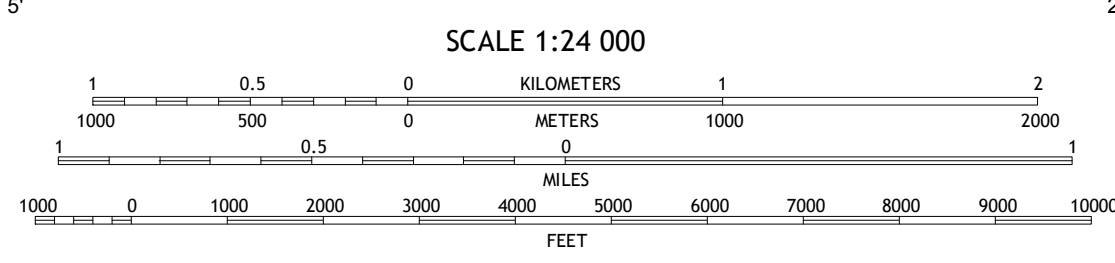 5' 2
SCALE 1:24 000
1 0.5 0 KILOMETERS 1 2
1000 500 0 METERS 1000 2000
1 0.5 0 1
MILES
1000 0 1000 2000 3000 4000 5000 6000 7000 8000 9000 10000
FEET